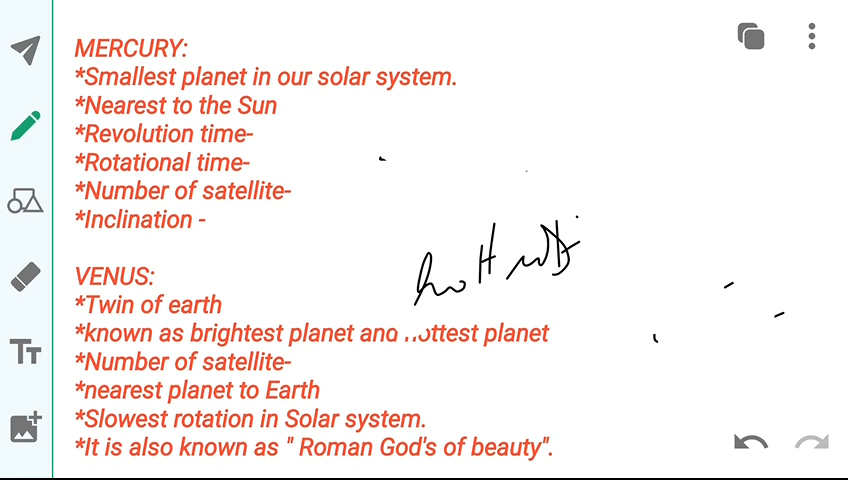 MERCURY:
*Smallest planet in our solar system.
*Nearest to the Sun
*Revolution time-
*Rotational time-
*Number of satellite-
*Inclination -
VENUS:
*Twin of earth
*known as brightest planet and hottest planet
*Number of satellite-
*nearest planet to Earth
*Slowest rotation in Solar system.
*It is also known as " Roman God's of beauty".